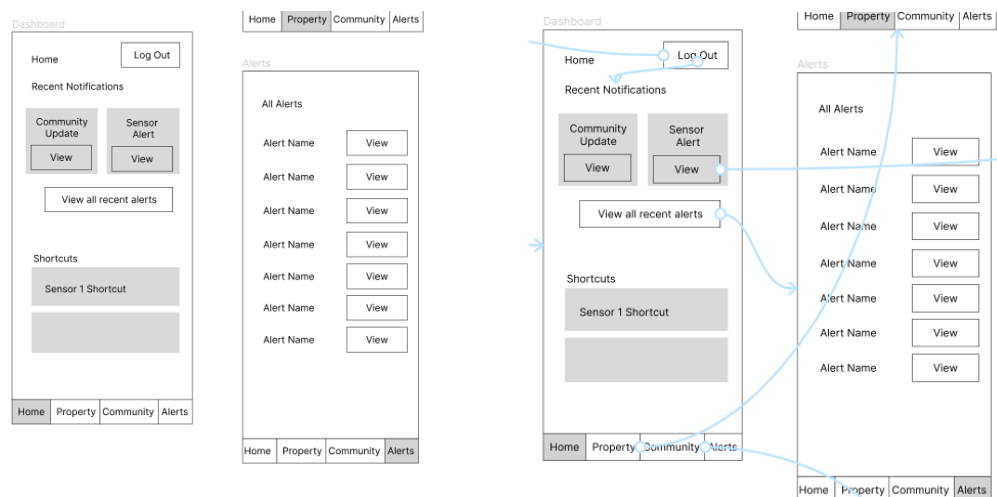 Dashboard
Home
Log Out
Recent Notifications
Community
Update
View
Sensor
Alert
View
View all recent alerts
Shortcuts
Sensor 1 Shortcut
Home Property Community Alerts
Home Property Community Alerts
Alerts
All Alerts
Alert Name View
Alert Name View
Alert Name View
Alert Name View
Alert Name View
Alert Name View
Alert Name View
Home Property Community Alerts
Dashboard
Home
Log Out
Recent Notifications
Community
Update
View
Sensor
Alert
View
View all recent alerts
Shortcuts
Sensor 1 Shortcut
Home Property Community Alerts
Home Property Community Alerts
Alerts
All Alerts
Alert Name View
Alert Name View
Alert Name View
Alert Name View
Alert Name View
Alert Name View
Alert Name View
Home Property Community Alerts